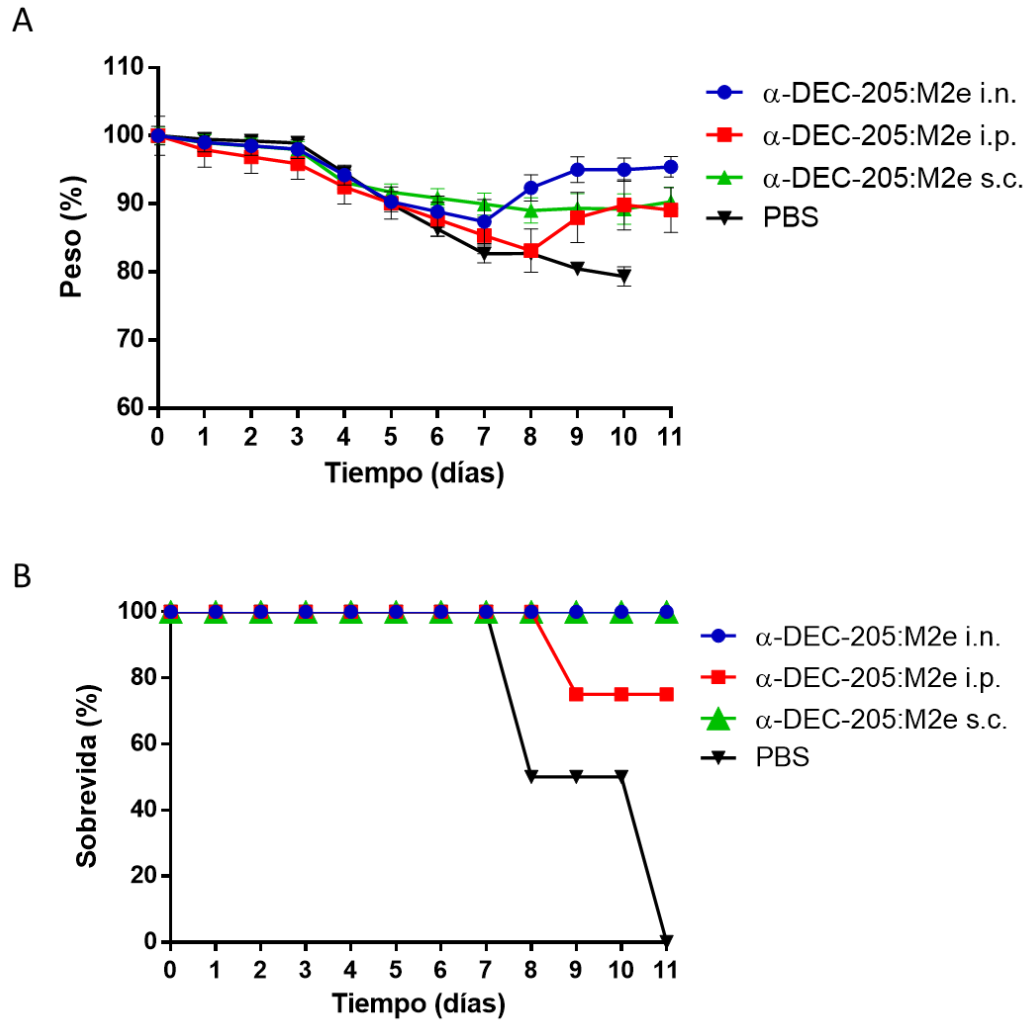 A
110
100
90
80
70
60
Peso (%)
0 1 2 3 4 5 6 7 8 9 10 11
Tiempo (días)
α-DEC-205:M2e i.n.
α-DEC-205:M2e i.p.
α-DEC-205:M2e s.c.
PBS
B
100
80
60
40
20
0
Sobrevida (%)
0 1 2 3 4 5 6 7 8 9 10 11
Tiempo (días)
α-DEC-205:M2e i.n.
α-DEC-205:M2e i.p.
α-DEC-205:M2e s.c.
PBS